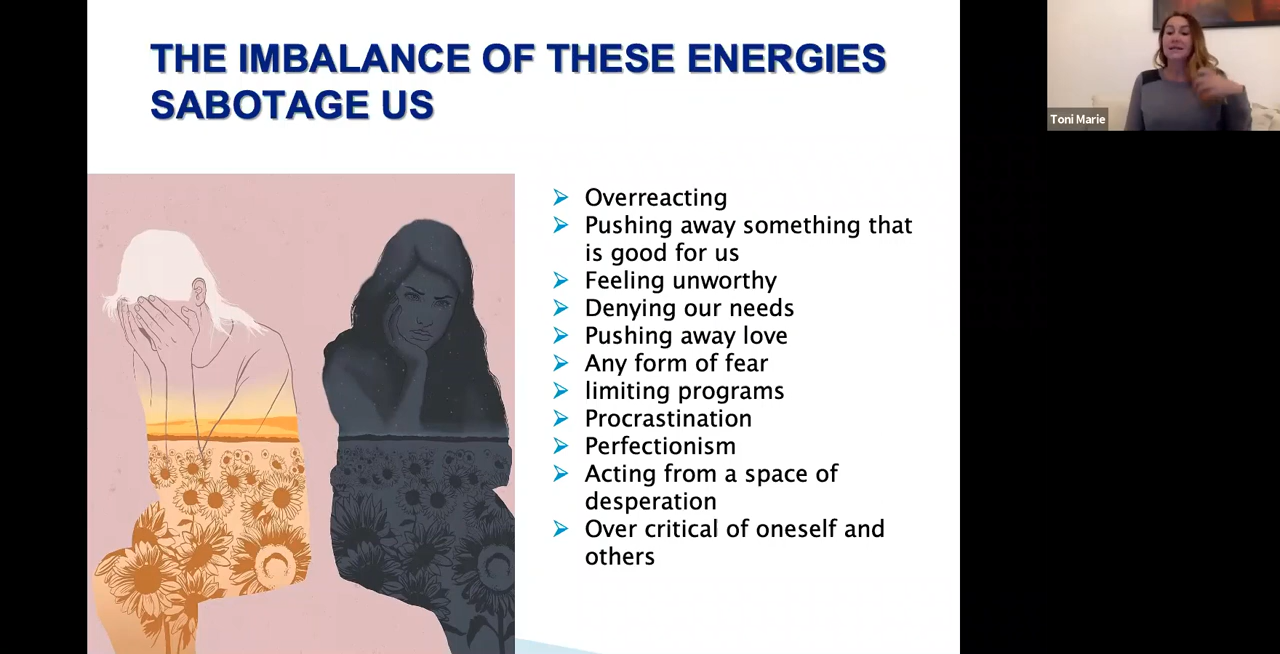 THE IMBALANCE OF THESE ENERGIES
SABOTAGE US
Toni Marie
Overreacting
Pushing away something that
is good for us
Feeling unworthy
Denying our needs
Pushing away love
Any form of fear
limiting programs
Procrastination
Perfectionism
Acting from a space of
desperation
Over critical of oneself and
others